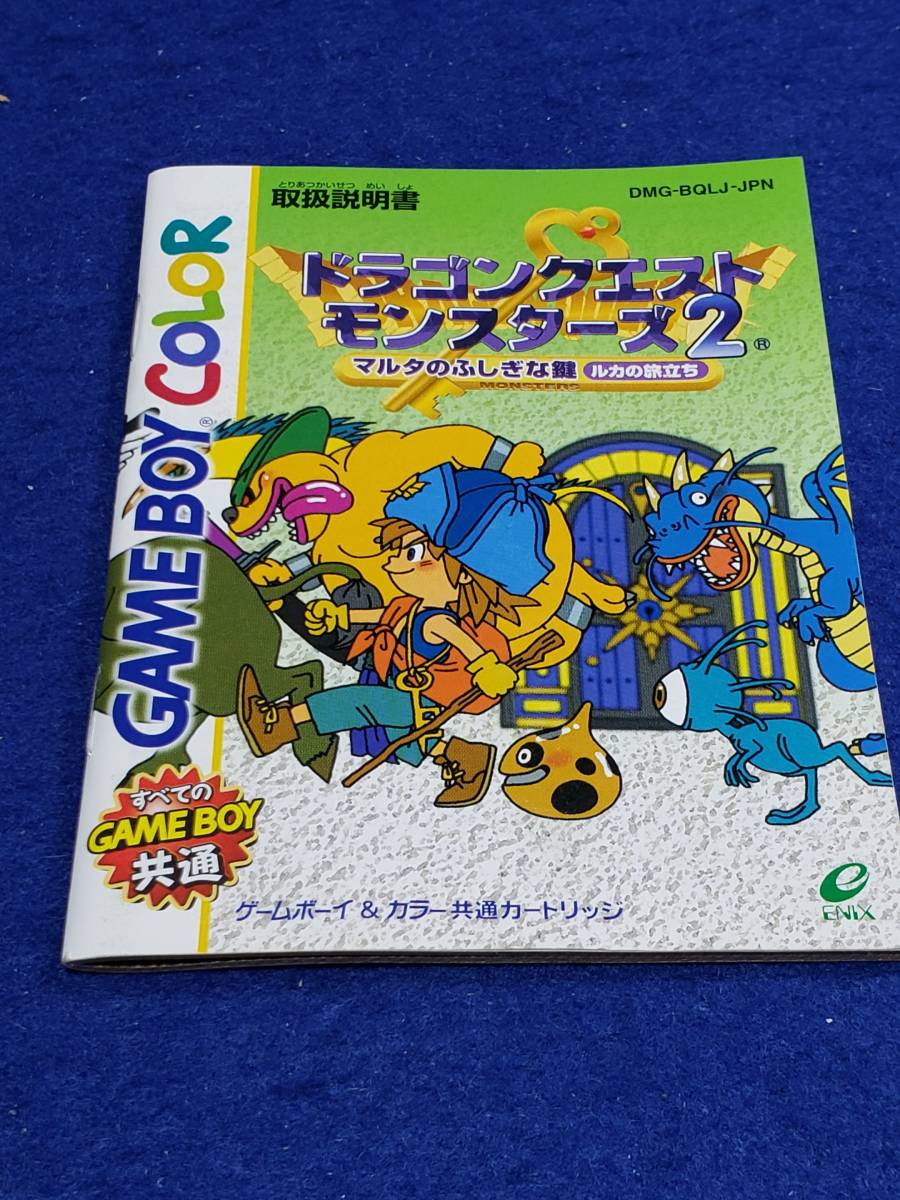 とりあつかいせつ めい しょ
取扱説明書
DMG-BQLJ-JPN
ドラゴンクエスト
モンスターズ2®
マルタのふしぎな鍵 ルカの旅立ち
MONSTERS
GAME BOY® COLOR
すべての
GAME BOY
共通
ゲームボーイ & カラー共通カートリッジ
e
ENIX